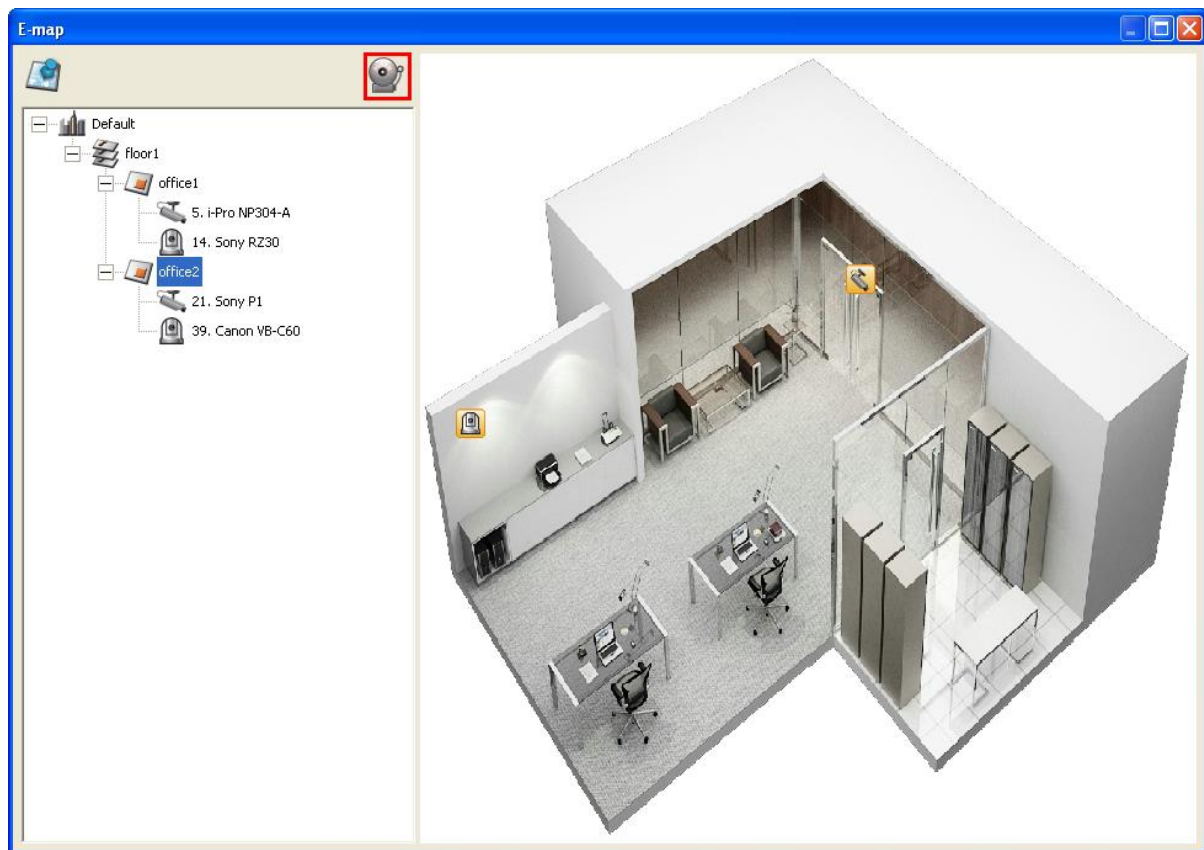 E-map
Default
floor1
office1
5. i-Pro NP304-A
14. Sony RZ30
office2
21. Sony P1
39. Canon VB-C60